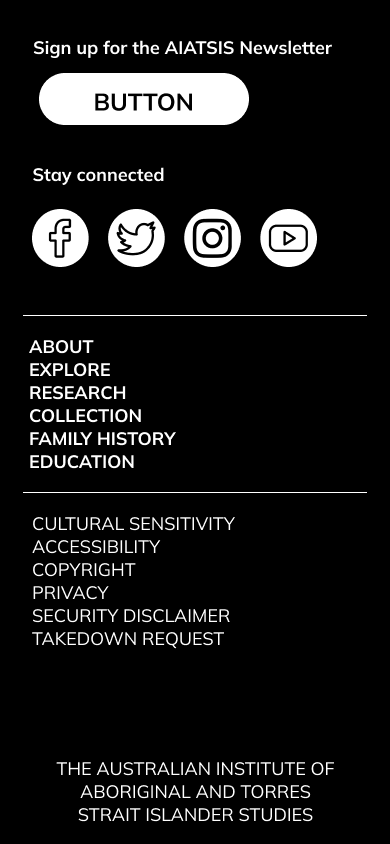 Sign up for the AIATSIS Newsletter
BUTTON
Stay connected
ABOUT
EXPLORE
RESEARCH
COLLECTION
FAMILY HISTORY
EDUCATION
CULTURAL SENSITIVITY
ACCESSIBILITY
COPYRIGHT
PRIVACY
SECURITY DISCLAIMER
TAKEDOWN REQUEST
THE AUSTRALIAN INSTITUTE OF
ABORIGINAL AND TORRES
STRAIT ISLANDER STUDIES